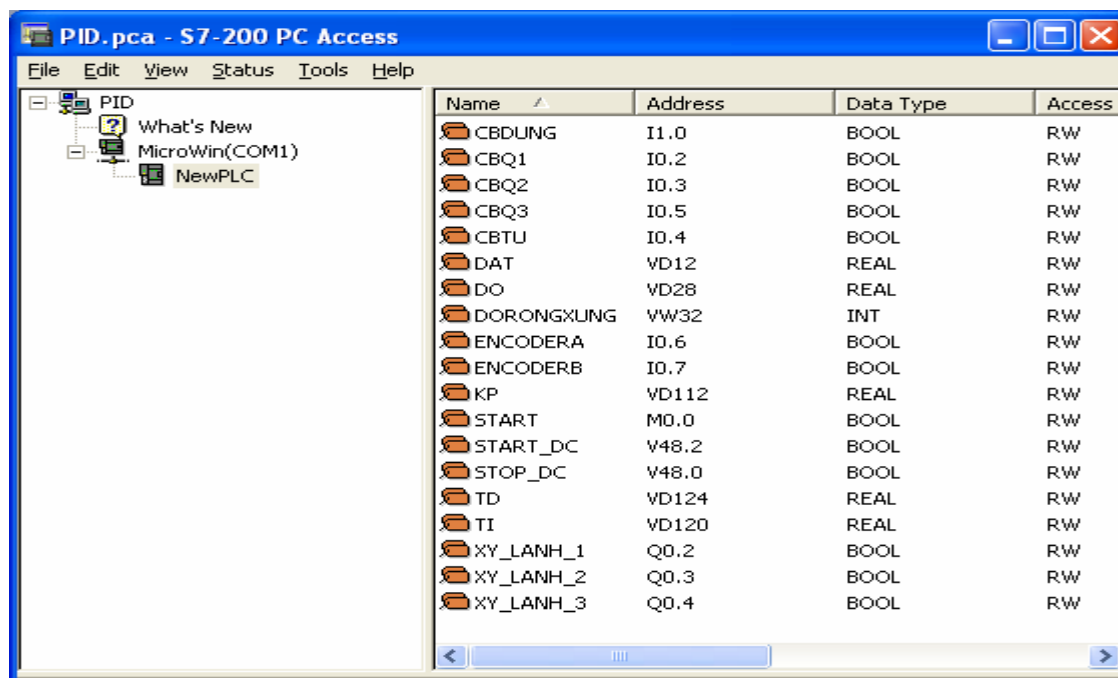 PID.pca - S7-200 PC Access
File Edit View Status Tools Help
PID
What's New
MicroWin(COM1)
NewPLC
Name Address Data Type Access
CBDUNG I1.0 BOOL RW
CBQ1 I0.2 BOOL RW
CBQ2 I0.3 BOOL RW
CBQ3 I0.5 BOOL RW
CBTU I0.4 BOOL RW
DAT VD12 REAL RW
DO VD28 REAL RW
DORONGXUNG VW32 INT RW
ENCODERA I0.6 BOOL RW
ENCODERB I0.7 BOOL RW
KP VD112 REAL RW
START M0.0 BOOL RW
START_DC V48.2 BOOL RW
STOP_DC V48.0 BOOL RW
TD VD124 REAL RW
TI VD120 REAL RW
XY_LANH_1 Q0.2 BOOL RW
XY_LANH_2 Q0.3 BOOL RW
XY_LANH_3 Q0.4 BOOL RW